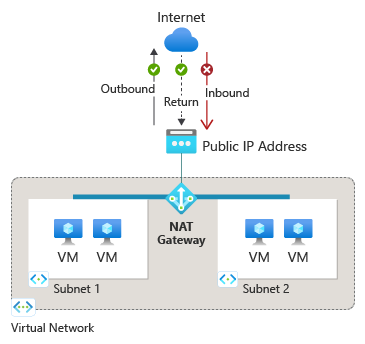 Internet
Outbound
Inbound
Return
Public IP Address
NAT
Gateway
VM VM
VM VM
Subnet 1
Subnet 2
Virtual Network